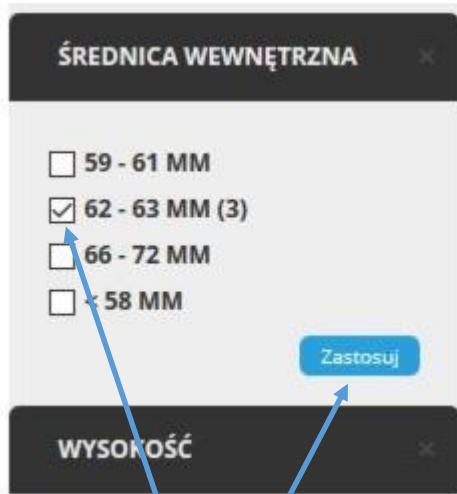 ŚREDNICA WEWNĘTRZNA
59 - 61 MM
62 - 63 MM (3)
66 - 72 MM
< 58 MM
Zastosuj
WYSOKOŚĆ